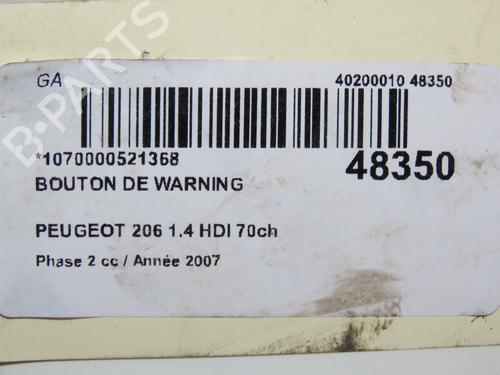 GA 40200010 48350
*1070000521368 48350
BOUTON DE WARNING
PEUGEOT 206 1.4 HDI 70ch
Phase 2 cc / Année 2007
B-PARTS